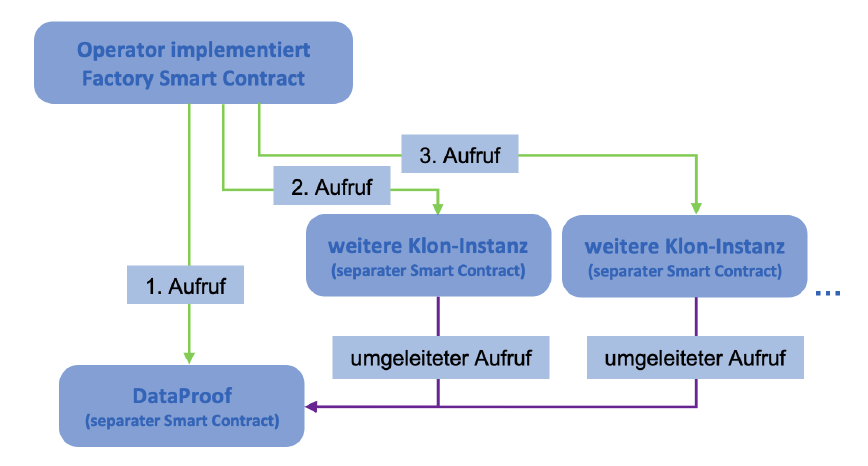 Operator implementiert
Factory Smart Contract
3. Aufruf
2. Aufruf
weitere Klon-Instanz
(separater Smart Contract)
weitere Klon-Instanz
(separater Smart Contract)
...
1. Aufruf
umgeleiteter Aufruf
umgeleiteter Aufruf
DataProof
(separater Smart Contract)